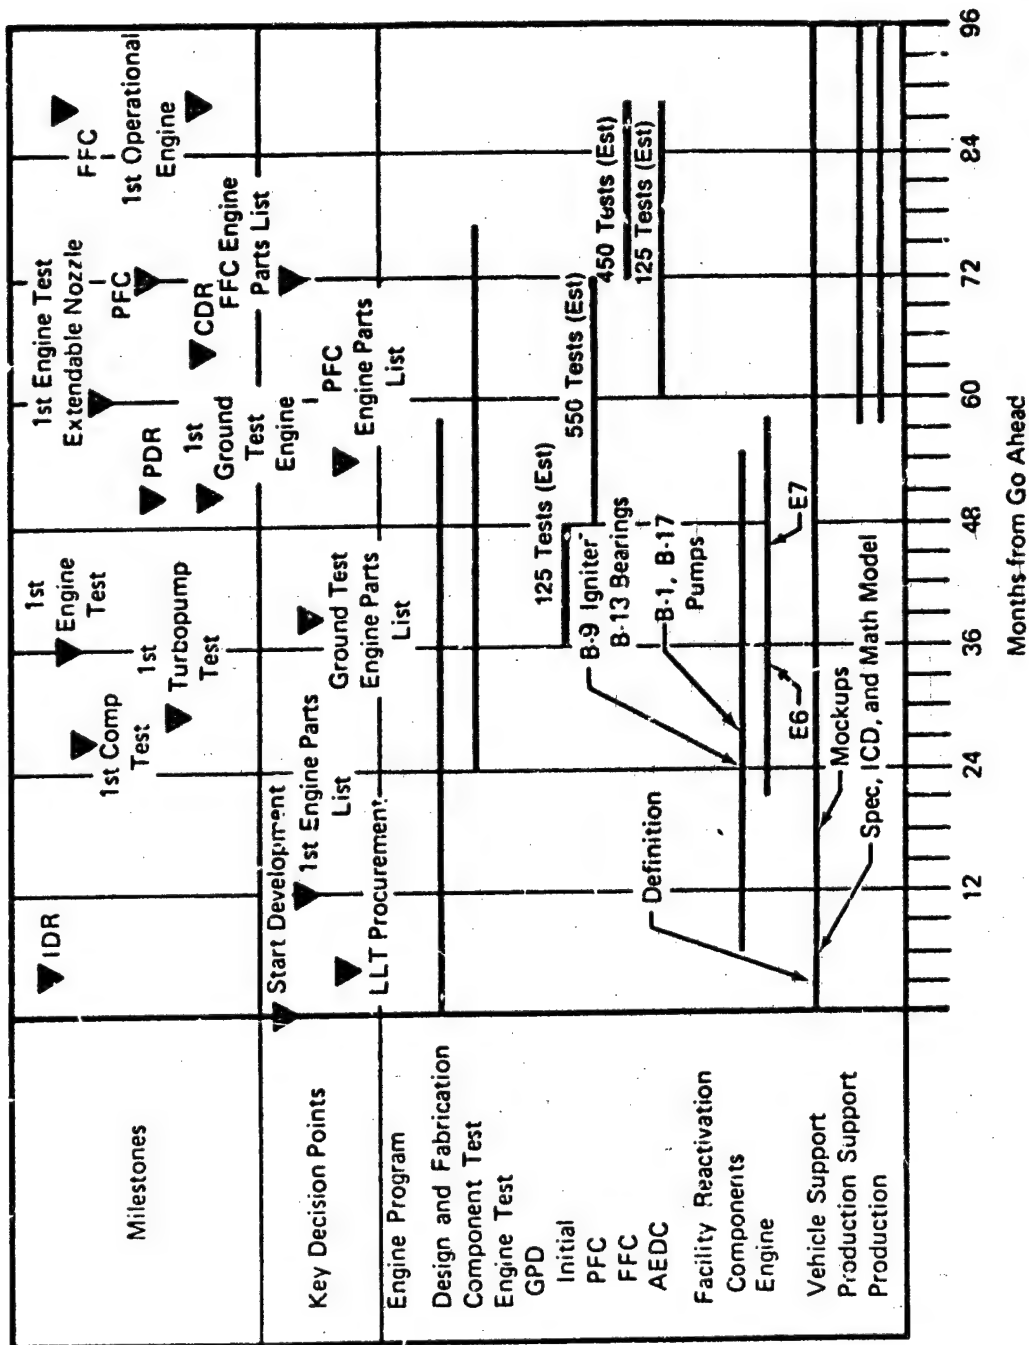 Milestones
IDR
1st Comp
Test
1st
Engine
Test
1st
Turbopump
Test
PDR
1st
Ground
Test
Engine
1st Engine Test
Extendable Nozzle
PFC
CDR
FFC
1st Operational
Engine
Key Decision Points
Start Development
LLT Procurement
1st Engine Parts
List
Ground Test
Engine Parts
List
PFC
Engine Parts
List
FFC Engine
Parts List
Engine Program
Design and Fabrication
Component Test
Engine Test
GPD
Initial
125 Tests (Est)
PFC
550 Tests (Est)
FFC
450 Tests (Est)
AEDC
125 Tests (Est)
Facility Reactivation
Components
B-9 Igniter
B-13 Bearings
B-1, B-17
Pumps
Engine
E6
E7
Vehicle Support
Definition
Mockups
Spec, ICD, and Math Model
Production Support
Production
12 24 36 48 60 72 84 96
Months from Go Ahead